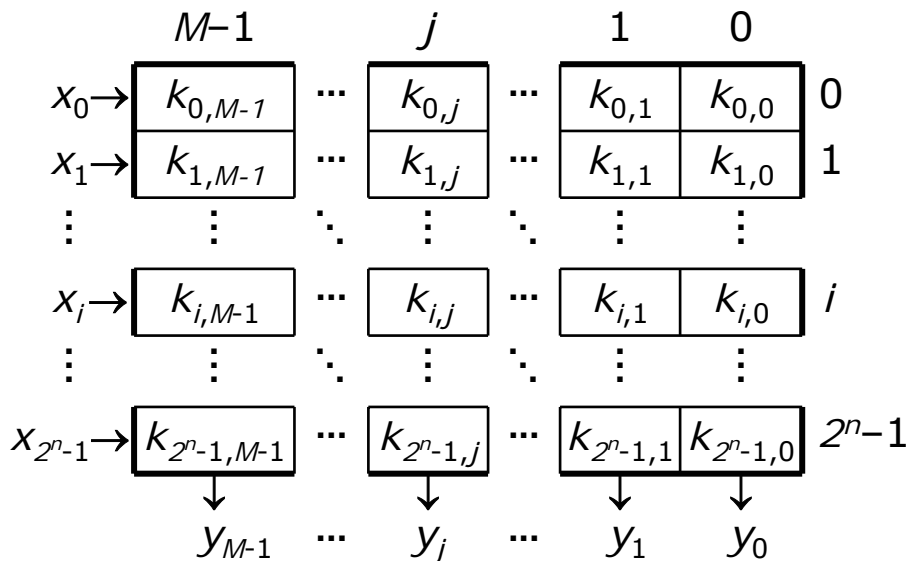 M−1 j 1 0
x₀→ k₀,M-1 ··· k₀,j ··· k₀,₁ k₀,₀ 0
x₁→ k₁,M-1 ··· k₁,j ··· k₁,₁ k₁,₀ 1
⋮ ⋮ ⋱ ⋮ ⋱ ⋮ ⋮ ⋮
xᵢ→ kᵢ,M-1 ··· kᵢ,j ··· kᵢ,₁ kᵢ,₀ i
⋮ ⋮ ⋱ ⋮ ⋱ ⋮ ⋮ ⋮
x₂ⁿ-1→ k₂ⁿ-1,M-1 ··· k₂ⁿ-1,j ··· k₂ⁿ-1,1 k₂ⁿ-1,0 2ⁿ−1
y M-1 ··· yⱼ ··· y₁ y₀